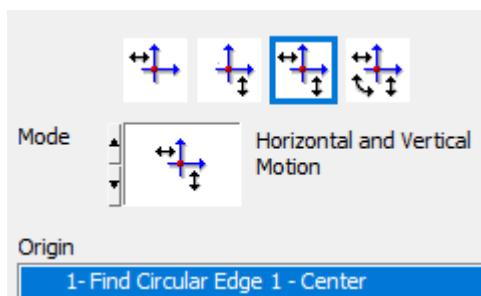 Mode
Horizontal and Vertical
Motion
Origin
1- Find Circular Edge 1 - Center